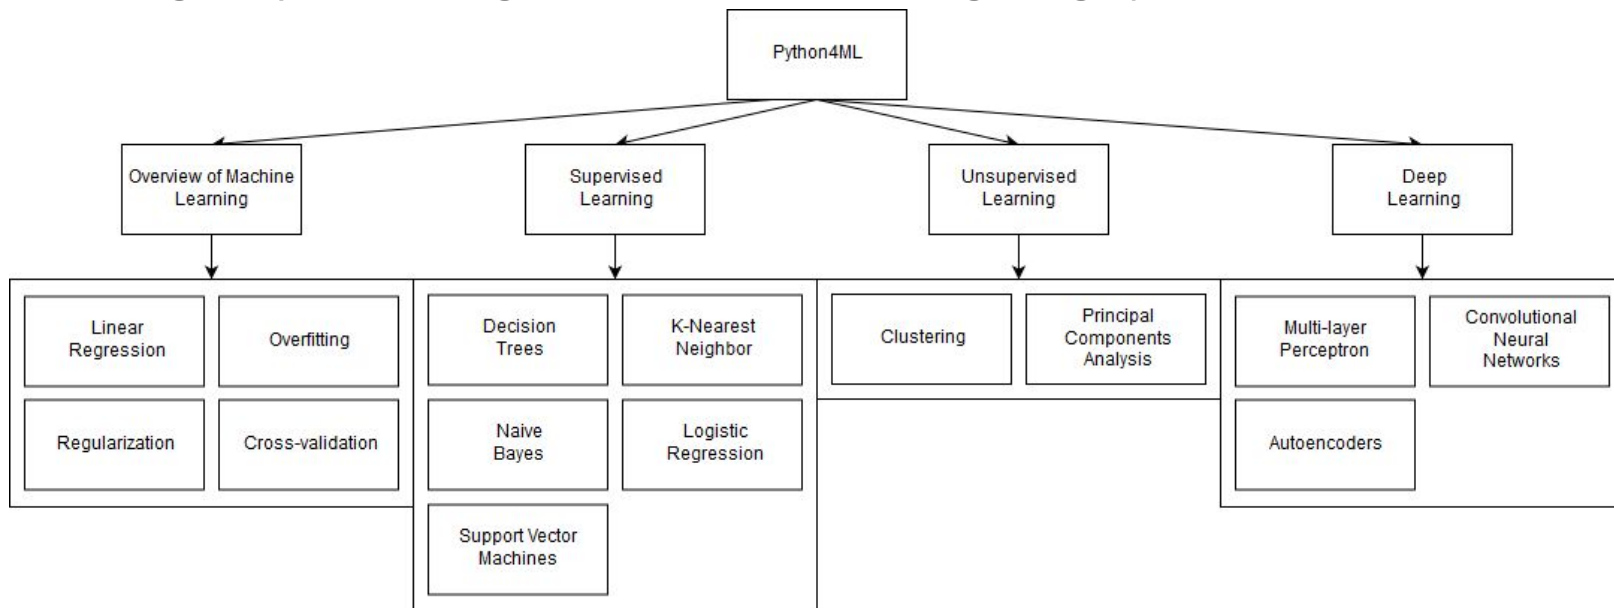 Python4ML
Overview of Machine
Learning
Supervised
Learning
Unsupervised
Learning
Deep
Learning
Linear
Regression
Overfitting
Regularization
Cross-validation
Decision
Trees
K-Nearest
Neighbor
Naive
Bayes
Logistic
Regression
Support Vector
Machines
Clustering
Principal
Components
Analysis
Multi-layer
Perceptron
Convolutional
Neural
Networks
Autoencoders